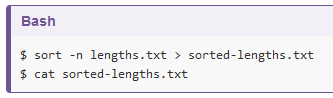 Bash
$ sort -n lengths.txt > sorted-lengths.txt
$ cat sorted-lengths.txt